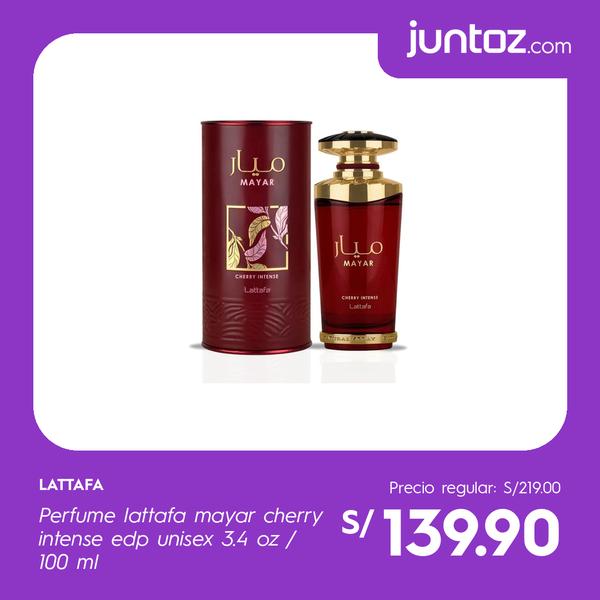 juntoz.com
ميار
MAYAR
CHERRY INTENSE
Lattafa
ميار
MAYAR
CHERRY INTENSE
Lattafa
LATTAFA
Perfume lattafa mayar cherry
intense edp unisex 3.4 oz /
100 ml
Precio regular: S/219.00
S/139.90